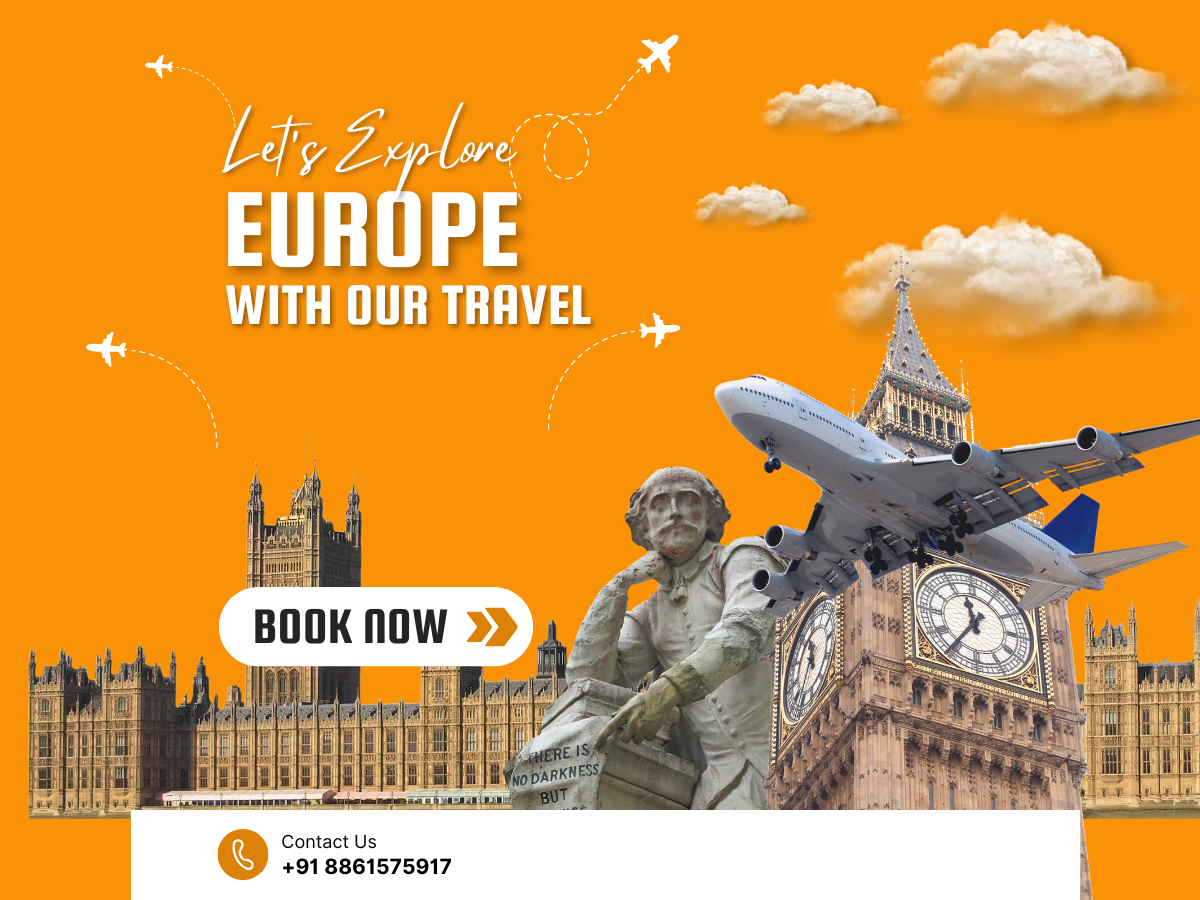 Let's Explore
EUROPE
WITH OUR TRAVEL
BOOK NOW
THERE IS
NO DARKNESS
BUT
Contact Us
+91 8861575917